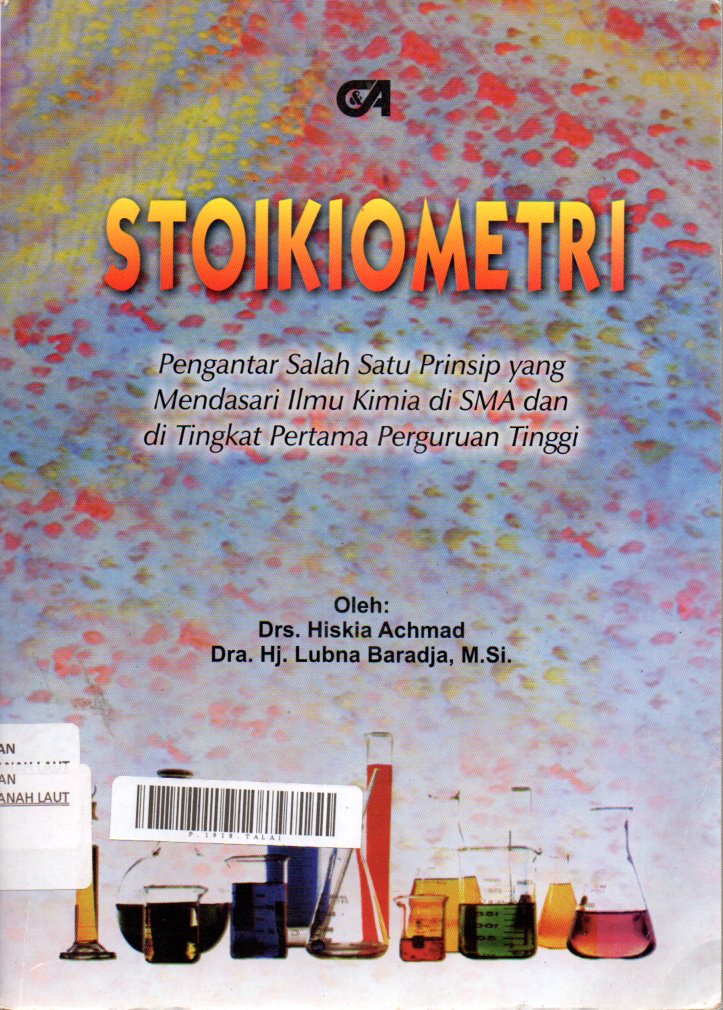 C&A
STOIKIOMETRI
Pengantar Salah Satu Prinsip yang
Mendasari Ilmu Kimia di SMA dan
di Tingkat Pertama Perguruan Tinggi
Oleh:
Drs. Hiskia Achmad
Dra. Hj. Lubna Baradja, M.Si.
AN
AN
ANAH LAUT
P.1918.TALA1